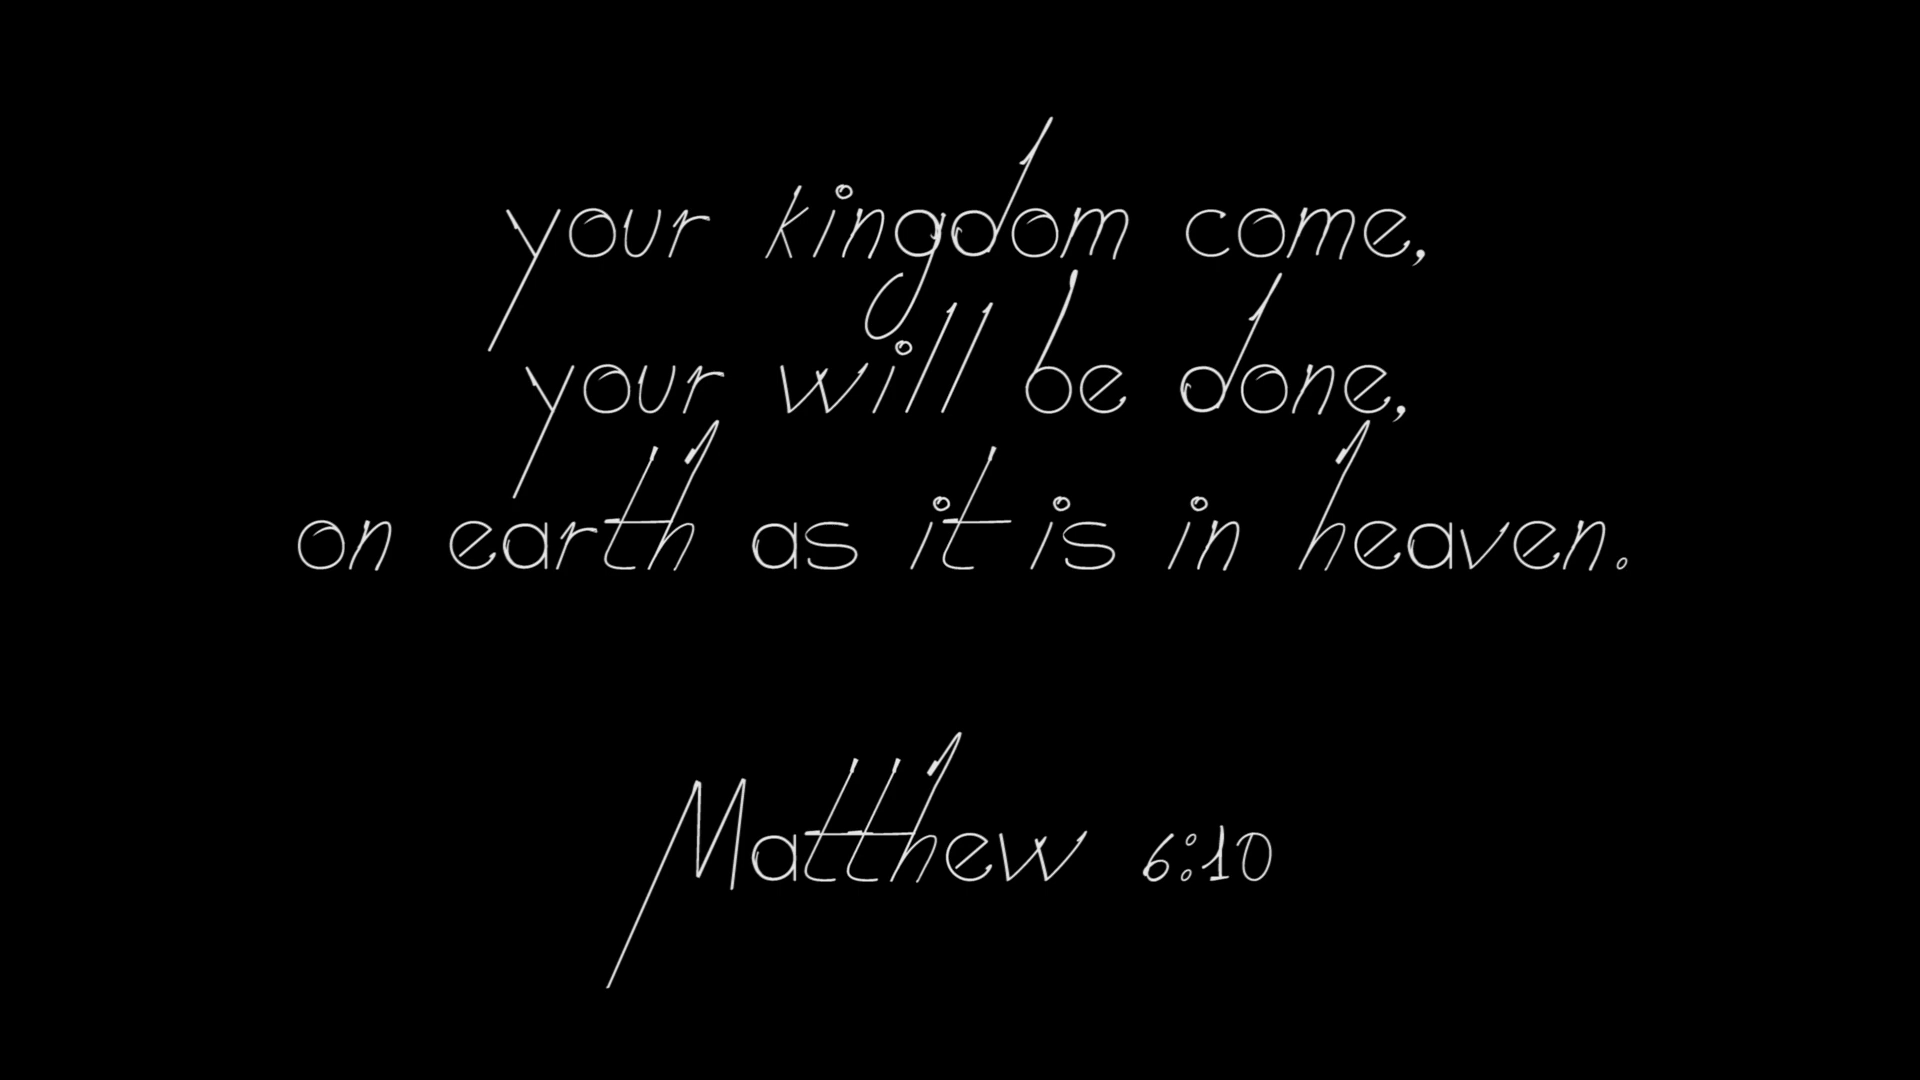 your kingdom come,
your will be done,
on earth as it is in heaven.
Matthew 6:10